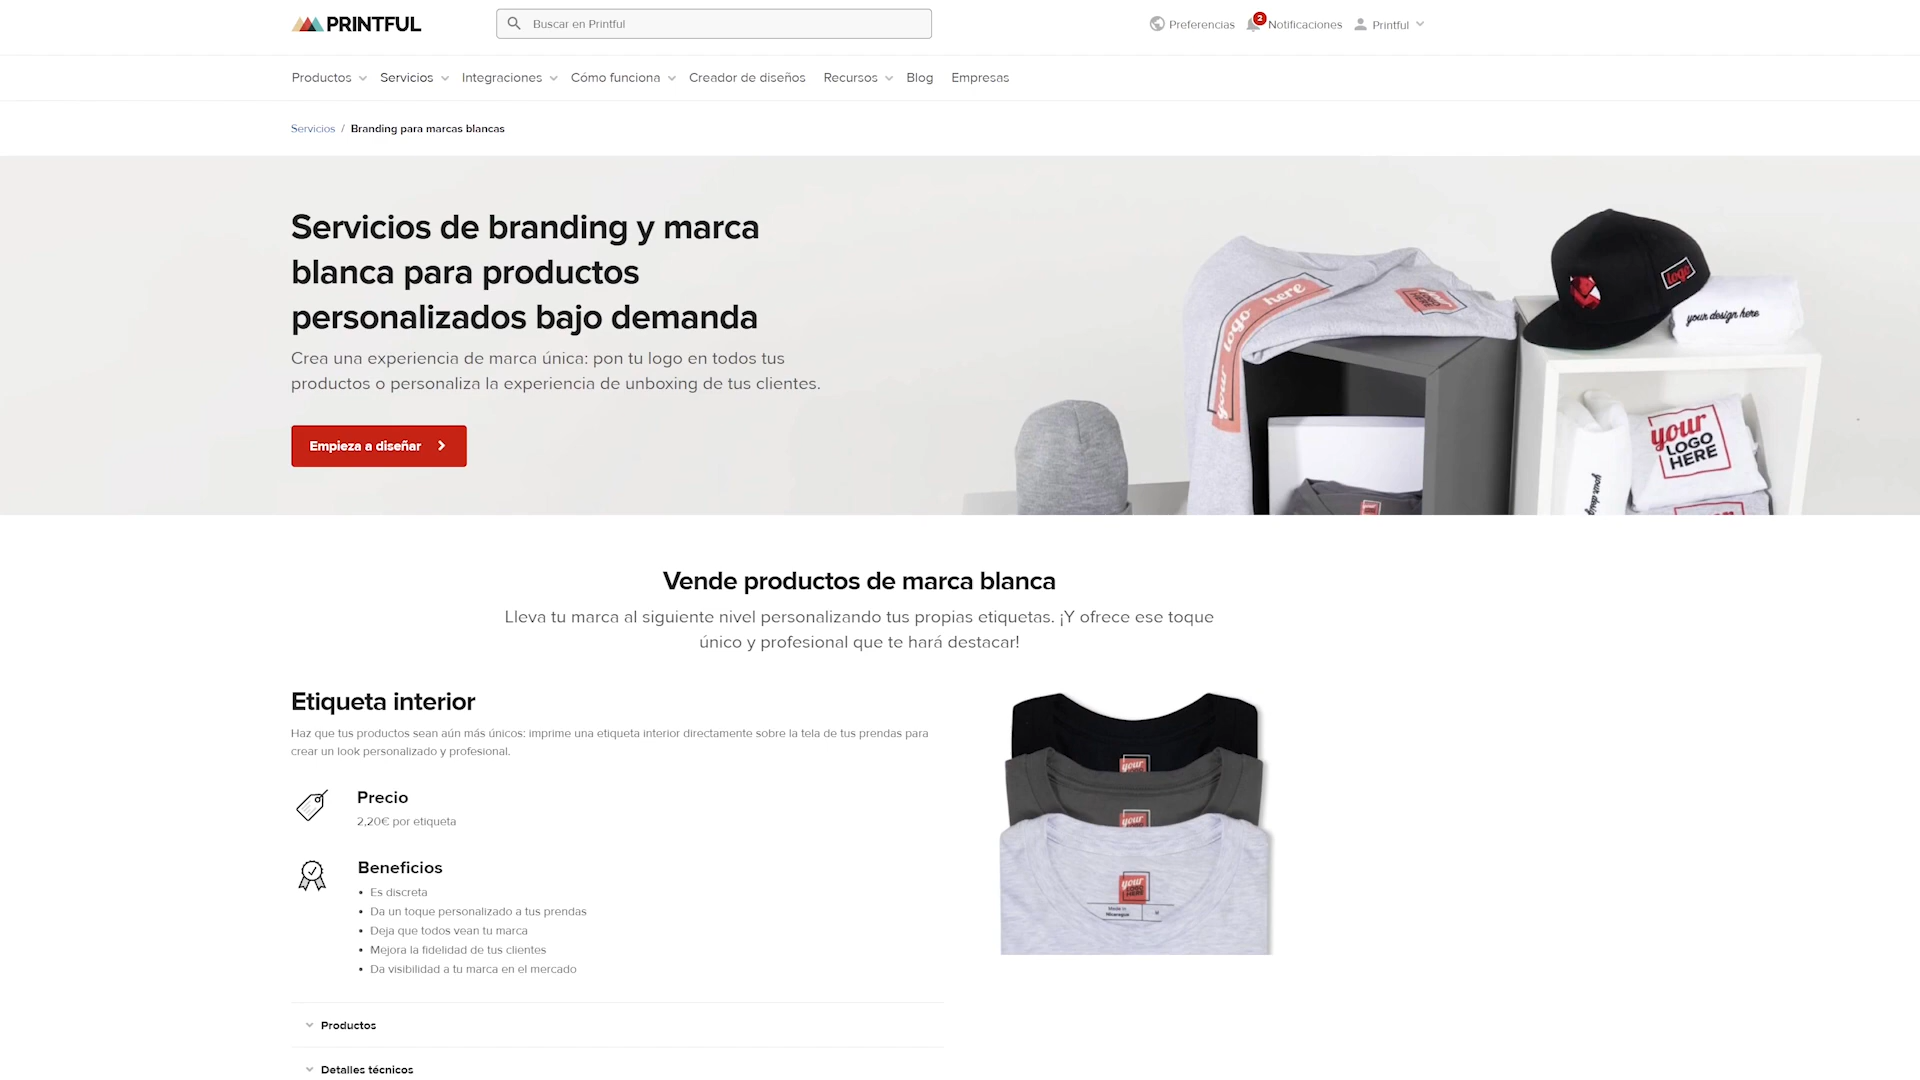 PRINTFUL
Buscar en Printful
Preferencias
2
Notificaciones
Printful
Productos
Servicios
Integraciones
Cómo funciona
Creador de diseños
Recursos
Blog
Empresas
Servicios / Branding para marcas blancas
Servicios de branding y marca
blanca para productos
personalizados bajo demanda
Crea una experiencia de marca única: pon tu logo en todos tus
productos o personaliza la experiencia de unboxing de tus clientes.
Empieza a diseñar
your logo here
your
LOGO
HERE
logo
your design here
your
LOGO
HERE
Vende productos de marca blanca
Lleva tu marca al siguiente nivel personalizando tus propias etiquetas. ¡Y ofrece ese toque
único y profesional que te hará destacar!
Etiqueta interior
Haz que tus productos sean aún más únicos: imprime una etiqueta interior directamente sobre la tela de tus prendas para
crear un look personalizado y profesional.
Precio
2,20€ por etiqueta
Beneficios
• Es discreta
• Da un toque personalizado a tus prendas
• Deja que todos vean tu marca
• Mejora la fidelidad de tus clientes
• Da visibilidad a tu marca en el mercado
your
your
your
LOGO
HERE
Made in
Nicaragua
M
Productos
Detalles técnicos